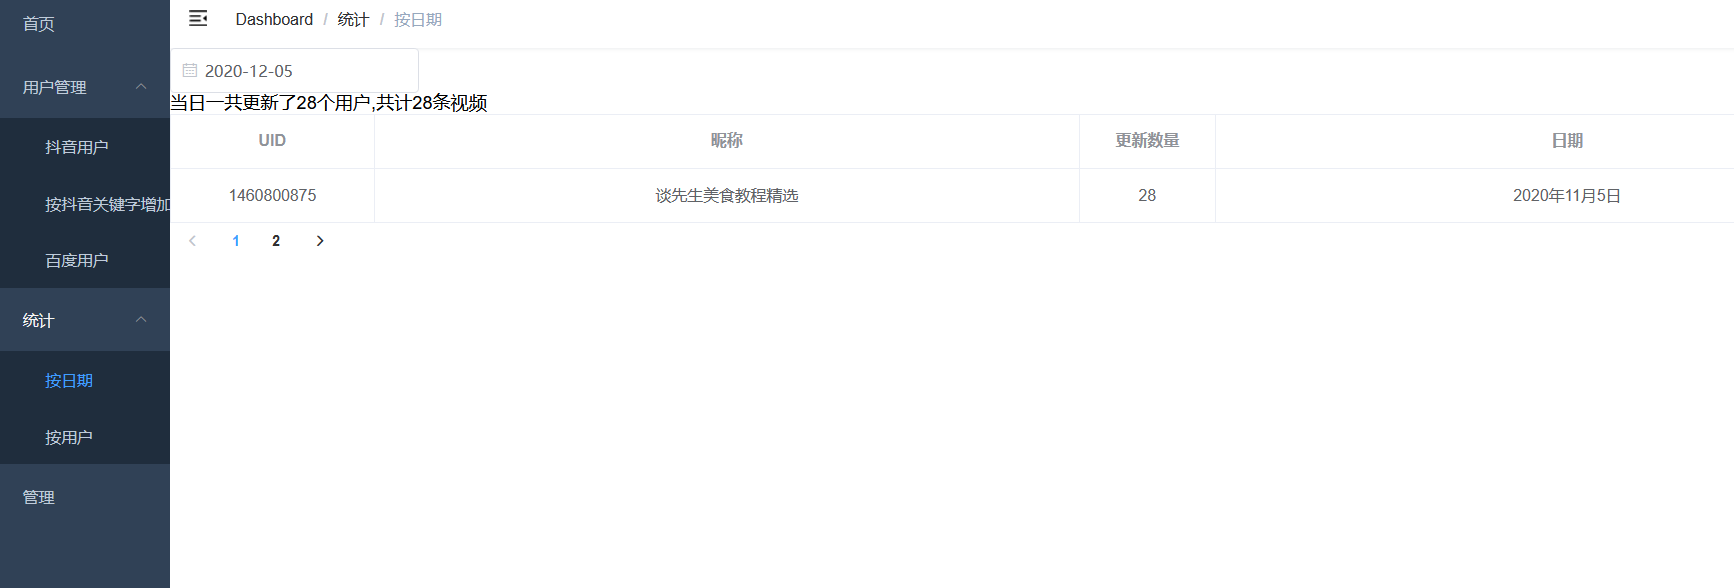 首页
用户管理
抖音用户
按抖音关键字增加
百度用户
统计
按日期
按用户
管理
Dashboard / 统计 / 按日期
2020-12-05
当日一共更新了28个用户,共计28条视频
UID 昵称 更新数量 日期
1460800875 谈先生美食教程精选 28 2020年11月5日
1 2